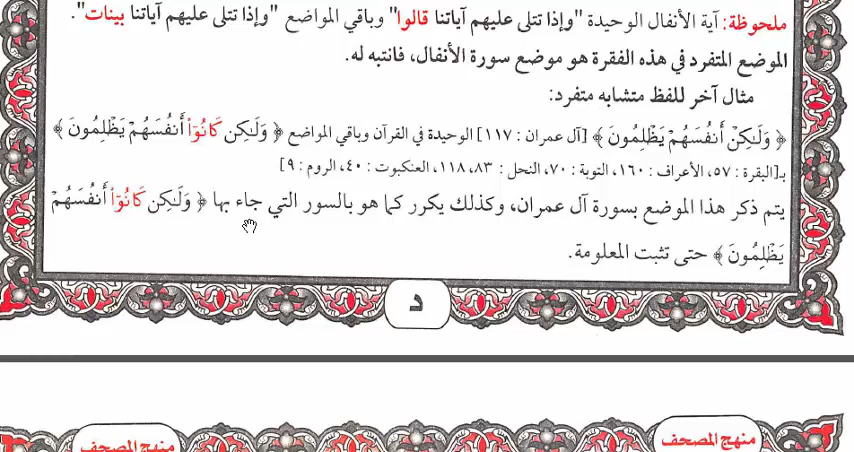 ملحوظة: آية الأنفال الوحيدة "وإذا تتلى عليهم آياتنا قالوا" وباقي المواضع "وإذا تتلى عليهم آياتنا بينات".
الموضع المتفرد في هذه الفقرة هو موضع سورة الأنفال، فانتبه له.
مثال آخر للفظ متشابه متفرد:
﴿ وَلَٰكِنْ أَنفُسَهُمْ يَظْلِمُونَ ﴾ [آل عمران : ١١٧] الوحيدة في القرآن وباقي المواضع ﴿ وَلَٰكِن كَانُوٓا۟ أَنفُسَهُمْ يَظْلِمُونَ ﴾
بـ[البقرة : ٥٧، الأعراف : ١٦٠، التوبة : ٧٠، النحل : ٨٣، ١١٨، العنكبوت : ٤٠، الروم : ٩]
يتم ذكر هذا الموضع بسورة آل عمران، وكذلك يكرر كما هو بالسور التي جاء بها ﴿ وَلَٰكِن كَانُوٓا۟ أَنفُسَهُمْ
يَظْلِمُونَ ﴾ حتى تثبت المعلومة.
د
منهج المصحف
منهج المصحف